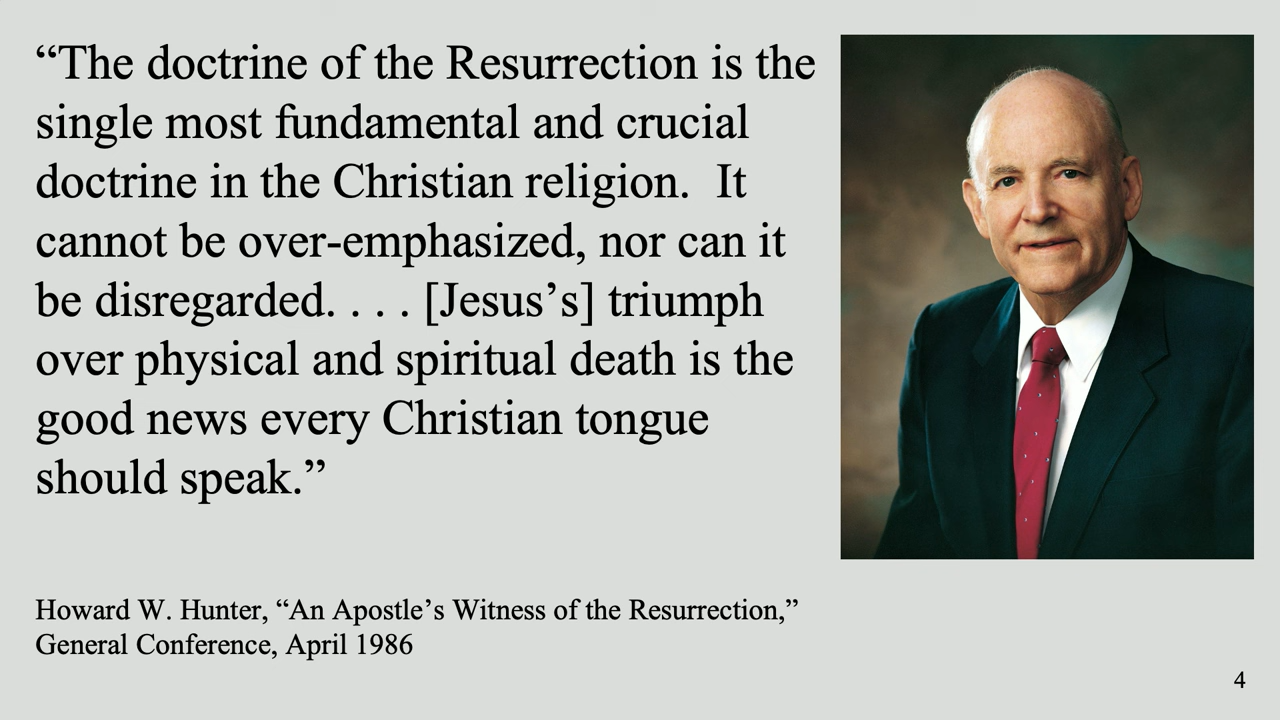 “The doctrine of the Resurrection is the
single most fundamental and crucial
doctrine in the Christian religion.  It
cannot be over-emphasized, nor can it
be disregarded. . . . [Jesus’s] triumph
over physical and spiritual death is the
good news every Christian tongue
should speak.”
Howard W. Hunter, “An Apostle’s Witness of the Resurrection,”
General Conference, April 1986
4